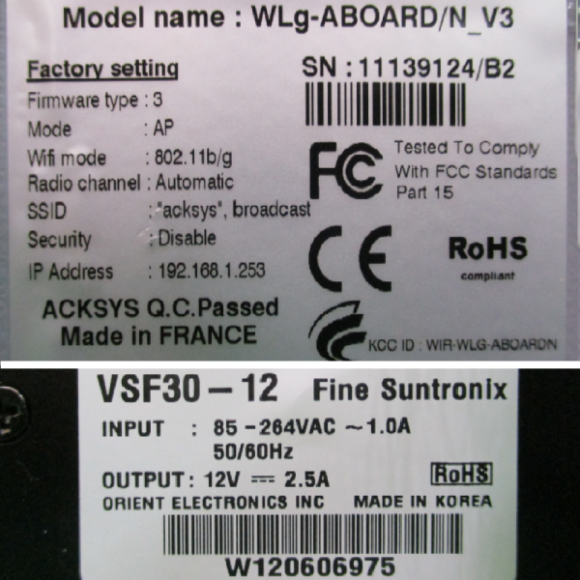 Model name : WLg-ABOARD/N_V3
Factory setting
SN : 11139124/B2
Firmware type : 3
Mode : AP
Wifi mode : 802.11b/g
Radio channel : Automatic
SSID : "acksys", broadcast
Security : Disable
IP Address : 192.168.1.253
FC
Tested To Comply
With FCC Standards
Part 15
CE
RoHS
compliant
ACKSYS Q.C.Passed
Made in FRANCE
KCC ID : WIR-WLG-ABOARDN
VSF30-12 Fine Suntronix
INPUT : 85-264VAC ~1.0A
50/60Hz
OUTPUT : 12V ⎓ 2.5A
RoHS
ORIENT ELECTRONICS INC MADE IN KOREA
W120606975